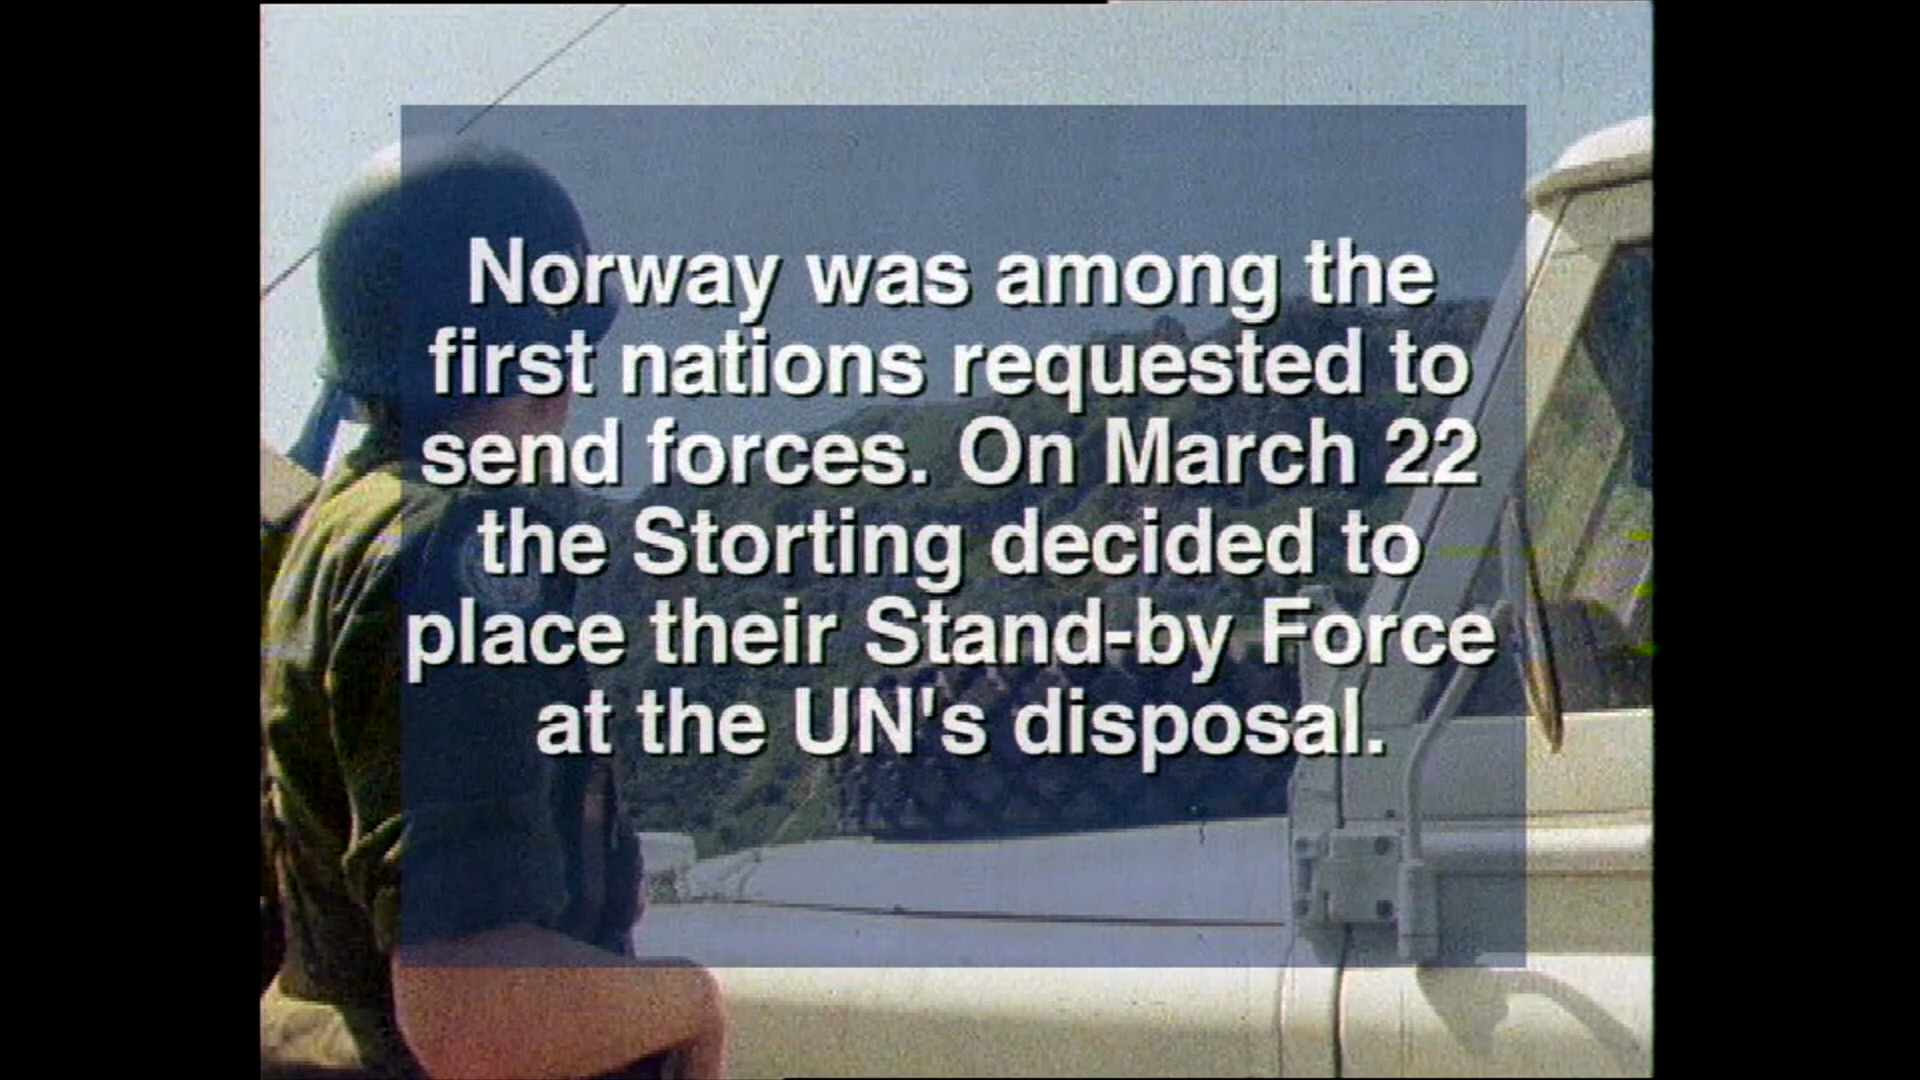 Norway was among the
first nations requested to
send forces. On March 22
the Storting decided to
place their Stand-by Force
at the UN's disposal.